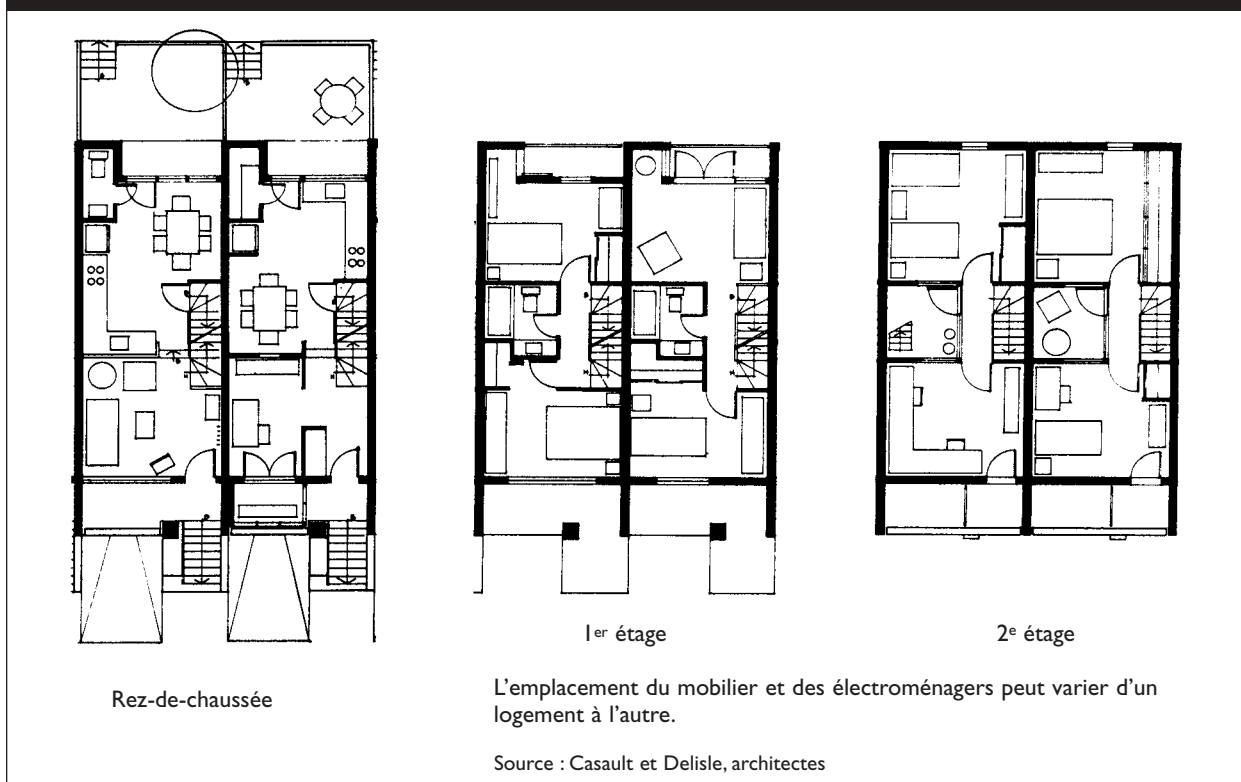 1er étage
2e étage
Rez-de-chaussée
L'emplacement du mobilier et des électroménagers peut varier d'un
logement à l'autre.
Source : Casault et Delisle, architectes